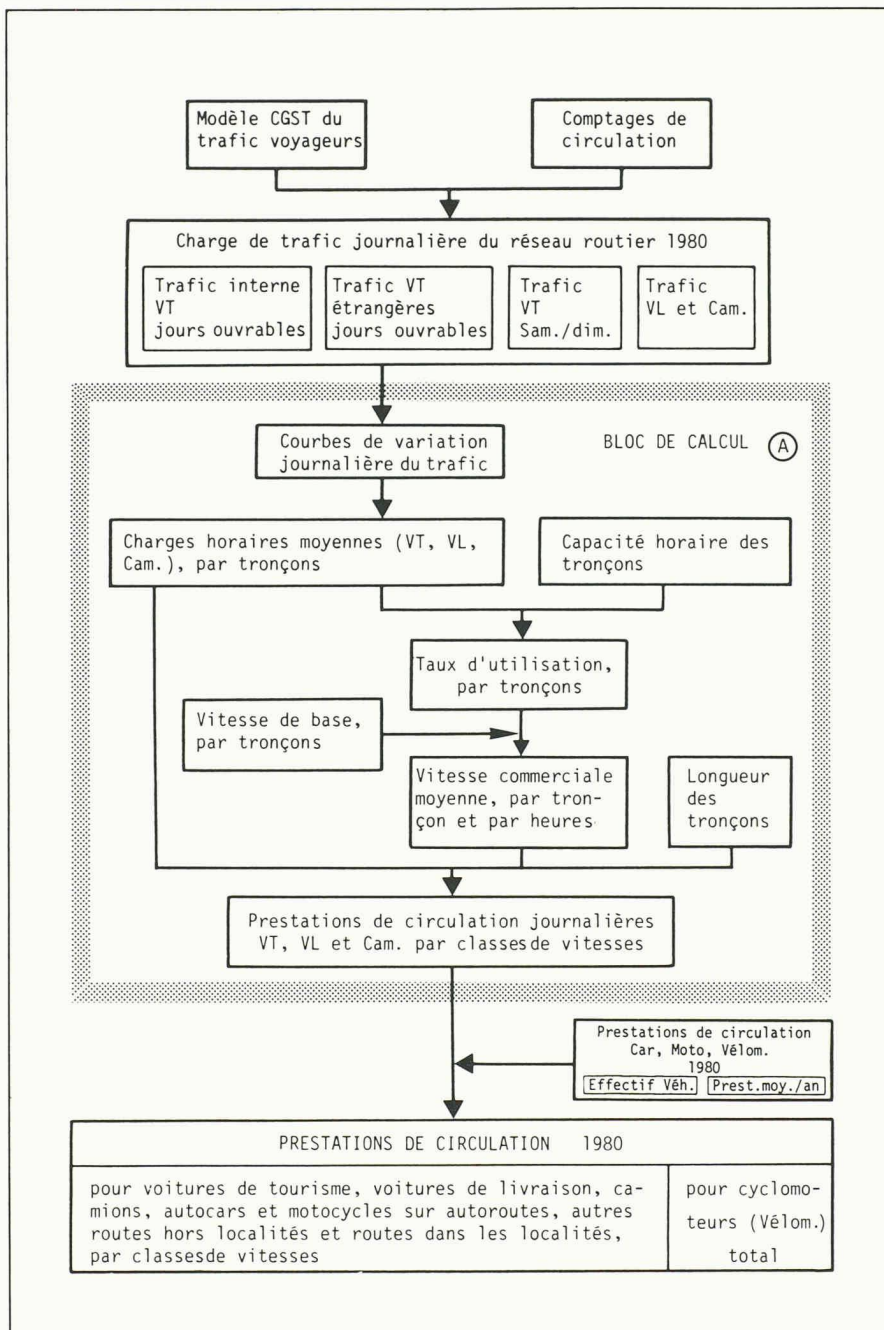 Modèle CGST du
trafic voyageurs
Comptages de
circulation
Charge de trafic journalière du réseau routier 1980
Trafic interne
VT
jours ouvrables
Trafic VT
étrangères
jours ouvrables
Trafic
VT
Sam./dim.
Trafic
VL et Cam.
Courbes de variation
journalière du trafic
BLOC DE CALCUL A
Charges horaires moyennes (VT, VL,
Cam.), par tronçons
Capacité horaire des
tronçons
Taux d'utilisation,
par tronçons
Vitesse de base,
par tronçons
Vitesse commerciale
moyenne, par tron-
çon et par heures
Longueur
des
tronçons
Prestations de circulation journalières
VT, VL et Cam. par classesde vitesses
Prestations de circulation
Car, Moto, Vélom.
1980
Effectif Véh. Prest.moy./an
PRESTATIONS DE CIRCULATION 1980
pour voitures de tourisme, voitures de livraison, ca-
mions, autocars et motocycles sur autoroutes, autres
routes hors localités et routes dans les localités,
par classesde vitesses
pour cyclomo-
teurs (Vélom.)
total